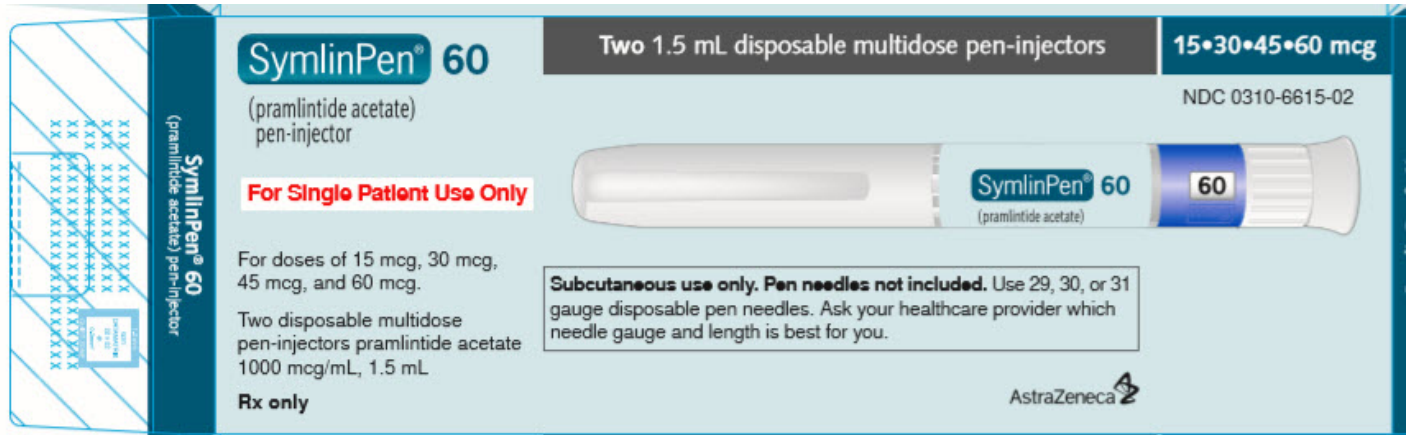 SymlinPen® 60
(pramlintide acetate) pen-injector
SymlinPen® 60
(pramlintide acetate)
pen-injector
For Single Patient Use Only
For doses of 15 mcg, 30 mcg,
45 mcg, and 60 mcg.
Two disposable multidose
pen-injectors pramlintide acetate
1000 mcg/mL, 1.5 mL
Rx only
Two 1.5 mL disposable multidose pen-injectors
15•30•45•60 mcg
NDC 0310-6615-02
SymlinPen® 60
(pramlintide acetate)
60
Subcutaneous use only. Pen needles not included. Use 29, 30, or 31
gauge disposable pen needles. Ask your healthcare provider which
needle gauge and length is best for you.
AstraZeneca